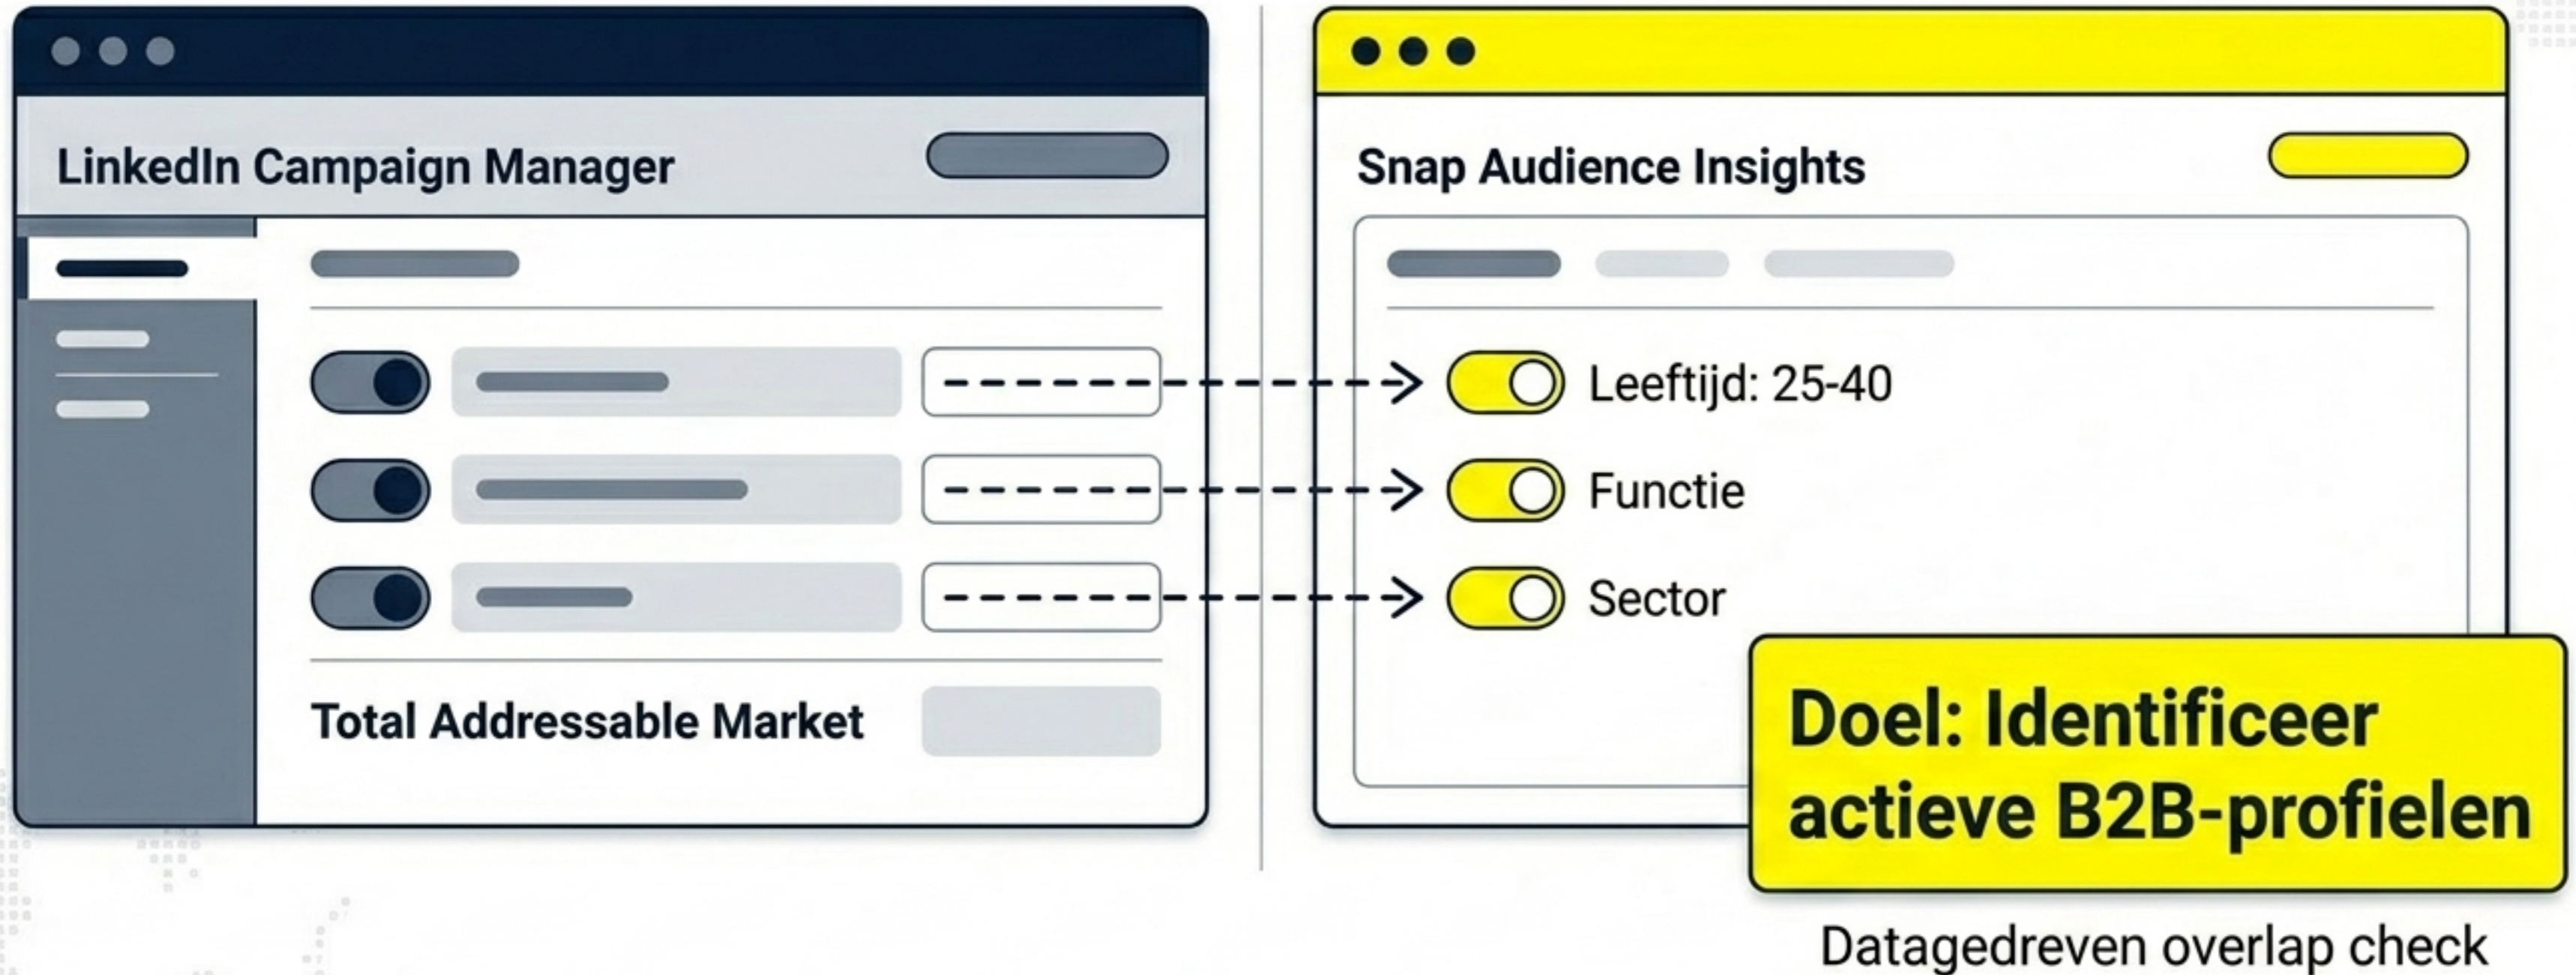 LinkedIn Campaign Manager
Total Addressable Market
Snap Audience Insights
Leeftijd: 25-40
Functie
Sector
Doel: Identificeer
actieve B2B-profielen
Datagedreven overlap check